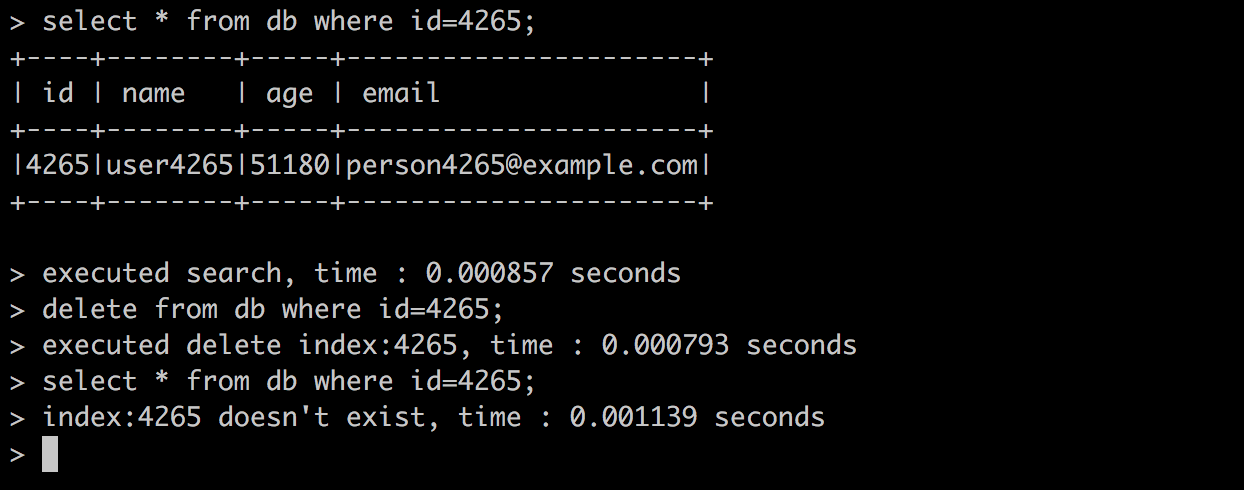 > select * from db where id=4265;
+----+--------+-----+----------------------+
| id | name   | age | email                |
+----+--------+-----+----------------------+
|4265|user4265|51180|person4265@example.com|
+----+--------+-----+----------------------+

> executed search, time : 0.000857 seconds
> delete from db where id=4265;
> executed delete index:4265, time : 0.000793 seconds
> select * from db where id=4265;
> index:4265 doesn't exist, time : 0.001139 seconds
>